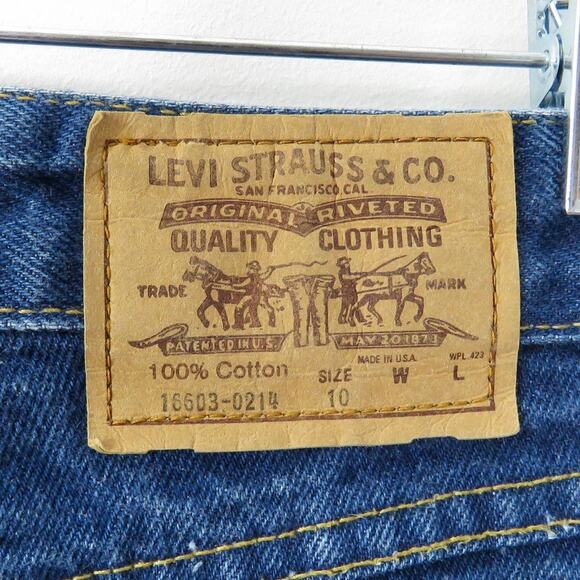 LEVI STRAUSS & CO.
SAN FRANCISCO, CAL
ORIGINAL RIVETED
QUALITY CLOTHING
TRADE MARK
PATENTED IN U.S. MAY 20 1873
MADE IN U.S.A. WPL 423
100% Cotton SIZE W L
16603-0214 10